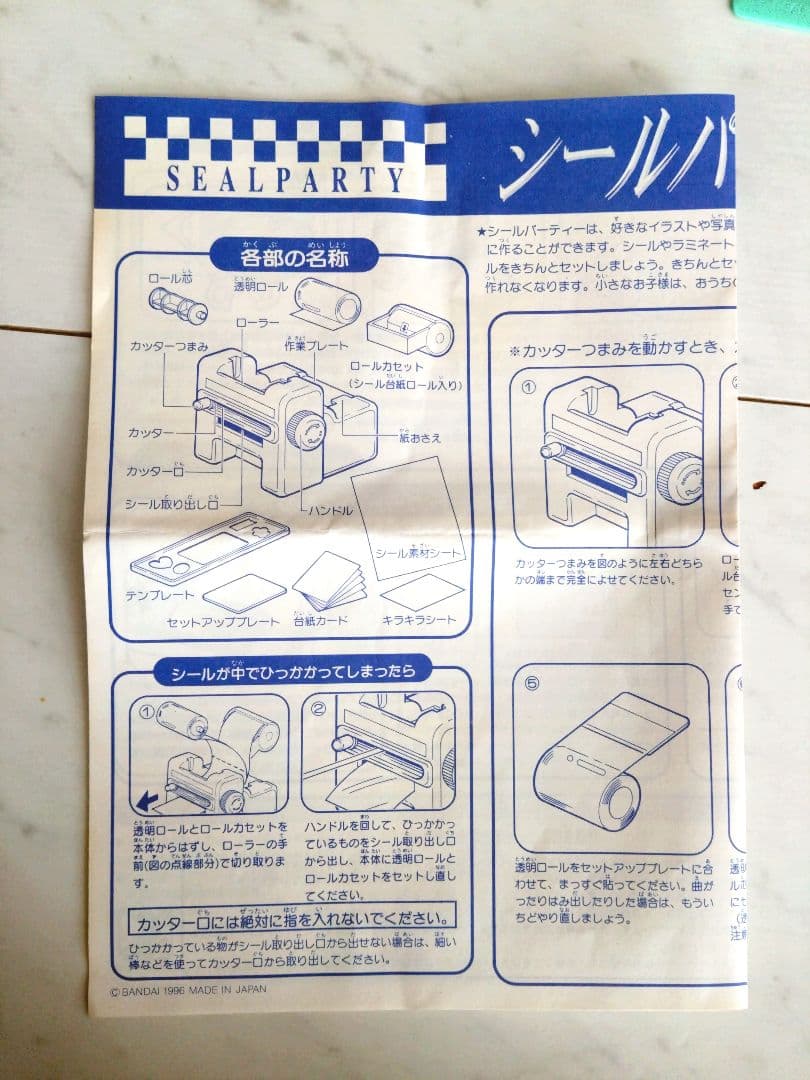 SEALPARTY
シールパ
★シールパーティーは、好きなイラストや写真
に作ることができます。シールやラミネート
ルをきちんとセットしましょう。きちんとセッ
作れなくなります。小さなお子様は、おうち
各部の名称
ロール芯
透明ロール
ローラー
カッターつまみ
作業プレート
ロールカセット
(シール台紙ロール入り)
カッター
紙おさえ
カッター口
シール取り出し口
ハンドル
シール素材シート
テンプレート
セットアッププレート
台紙カード
キラキラシート
シールが中でひっかかってしまったら
①
②
透明ロールとロールカセットを
本体からはずし、ローラーの手
前(図の点線部分)で切り取りま
す。
ハンドルを回して、ひっかかっ
ているものをシール取り出し口
から出し、本体に透明ロールと
ロールカセットをセットし直し
てください。
カッター口には絶対に指を入れないでください。
ひっかかっている物がシール取り出し口から出せない場合は、細い
棒などを使ってカッター口から取り出してください。
©BANDAI 1996 MADE IN JAPAN
※カッターつまみを動かすとき、
①
カッターつまみを図のように左右どちら
かの端まで完全によせてください。
ロー
ル台
セン
手で
⑤
透明ロールをセットアッププレートに合
わせて、まっすぐ貼ってください。曲が
ったりはみ出したりした場合は、もうい
ちどやり直しましょう。
透明
ル芯
にセ
注意